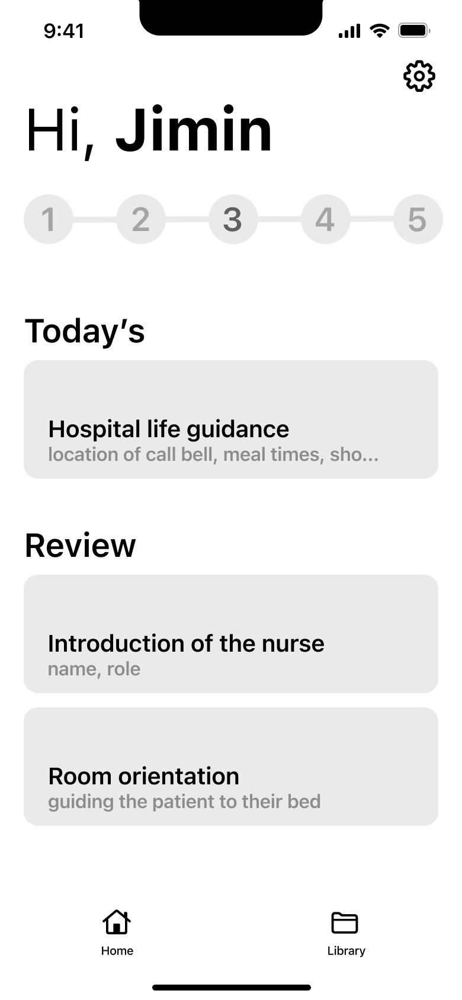 9:41
Hi, Jimin
1 2 3 4 5
Today’s
Hospital life guidance
location of call bell, meal times, sho...
Review
Introduction of the nurse
name, role
Room orientation
guiding the patient to their bed
Home Library